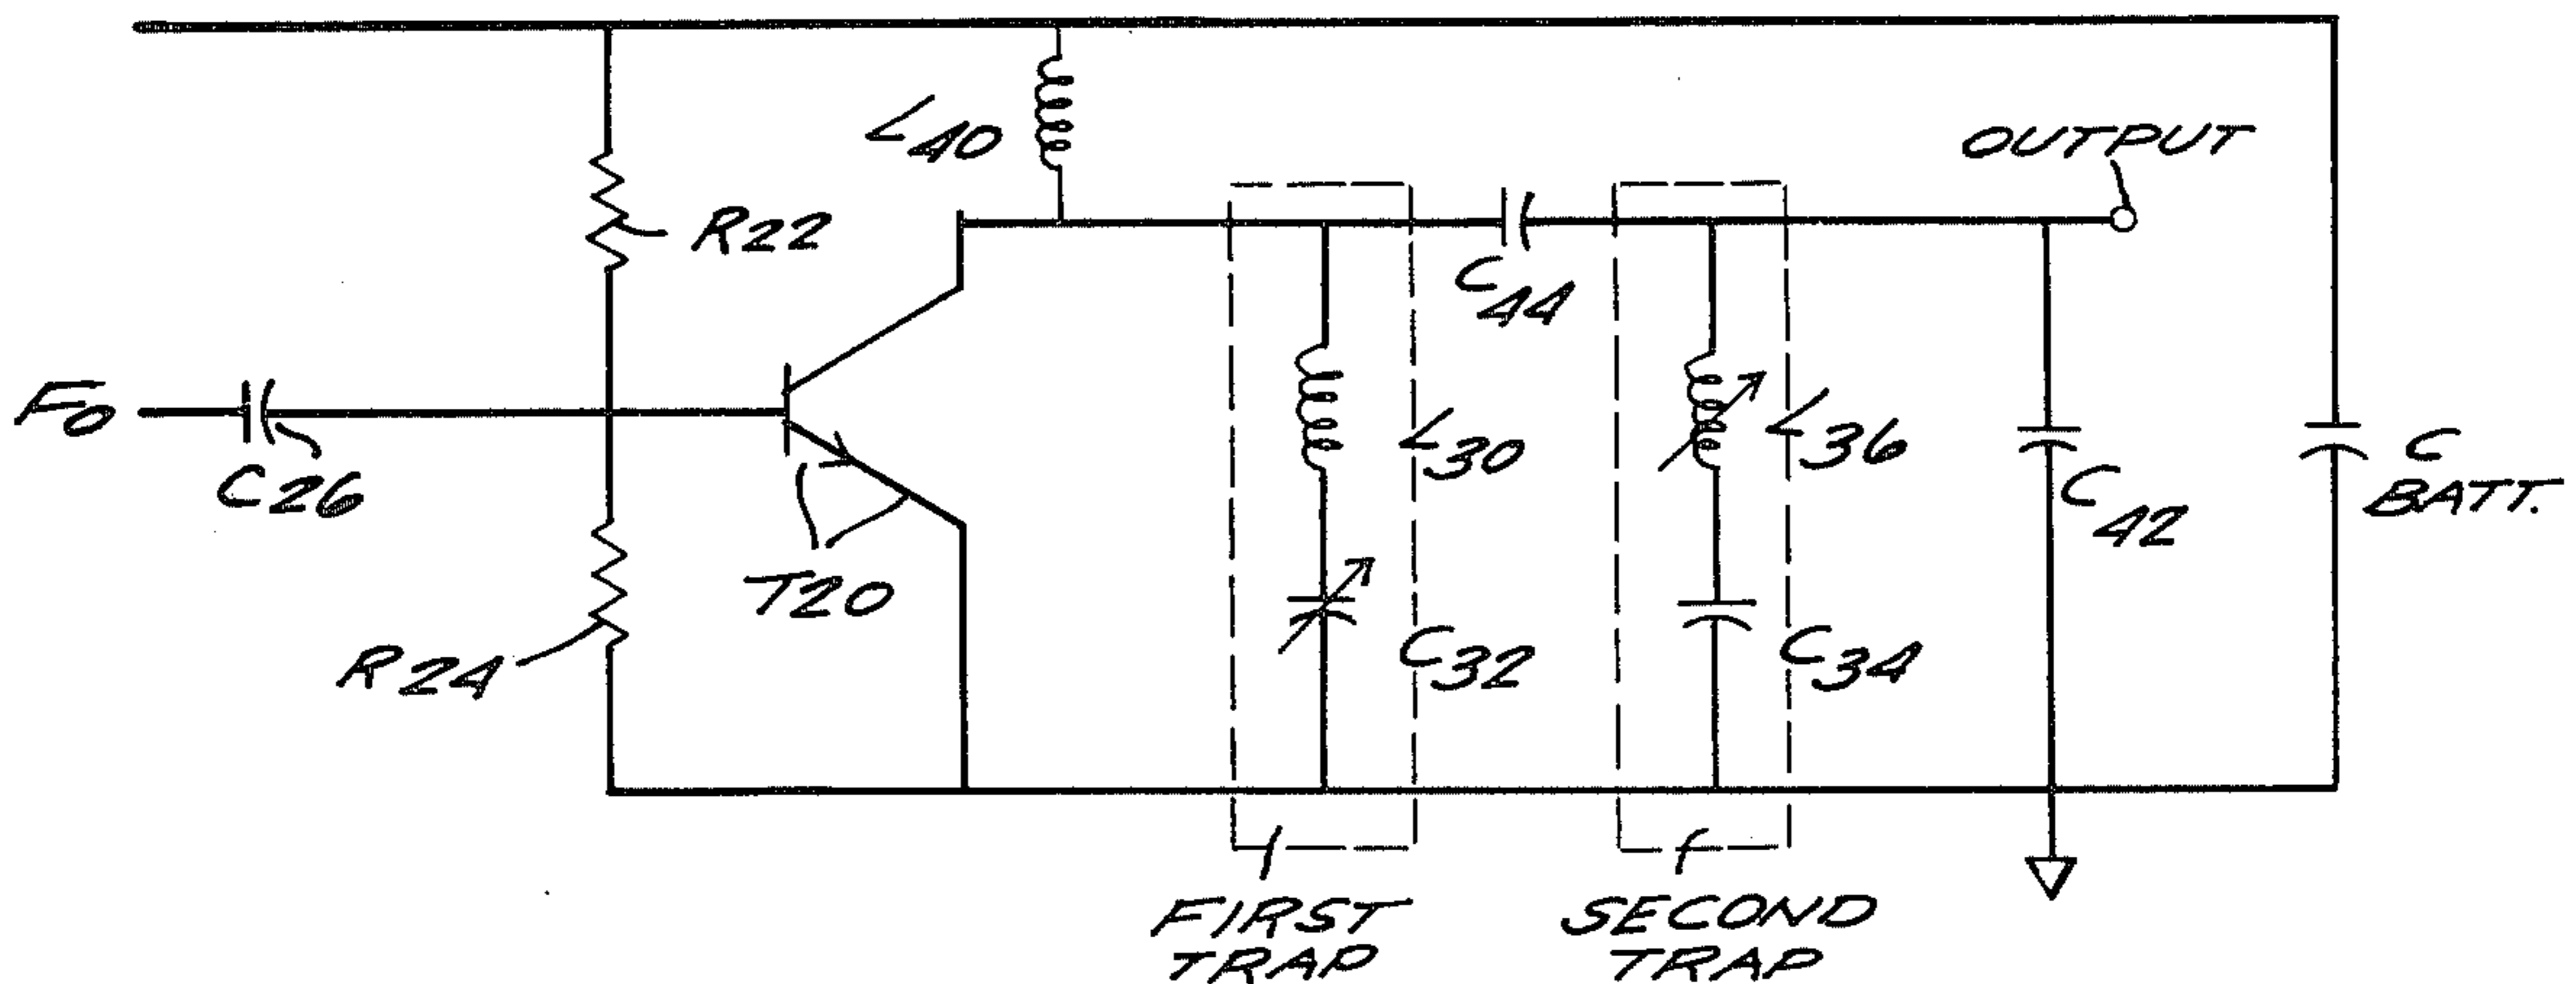 L40
OUTPUT
R22
C44
F0
C26
L30
L36
C
BATT.
C42
T20
R24
C32
C34
FIRST
TRAP
SECOND
TRAP